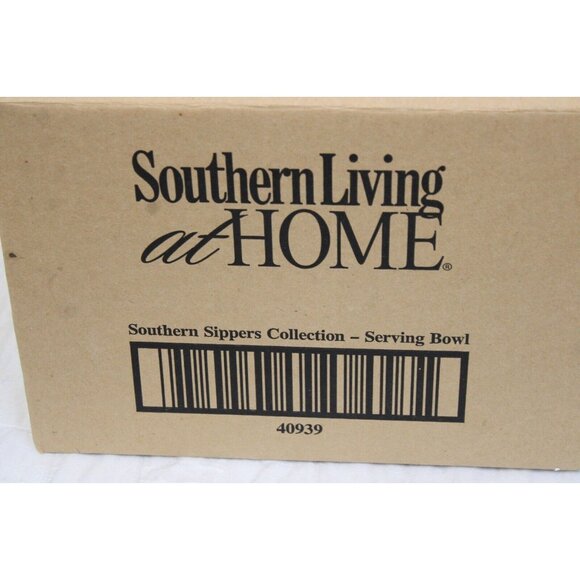 Southern Living
at HOME®
Southern Sippers Collection – Serving Bowl
40939